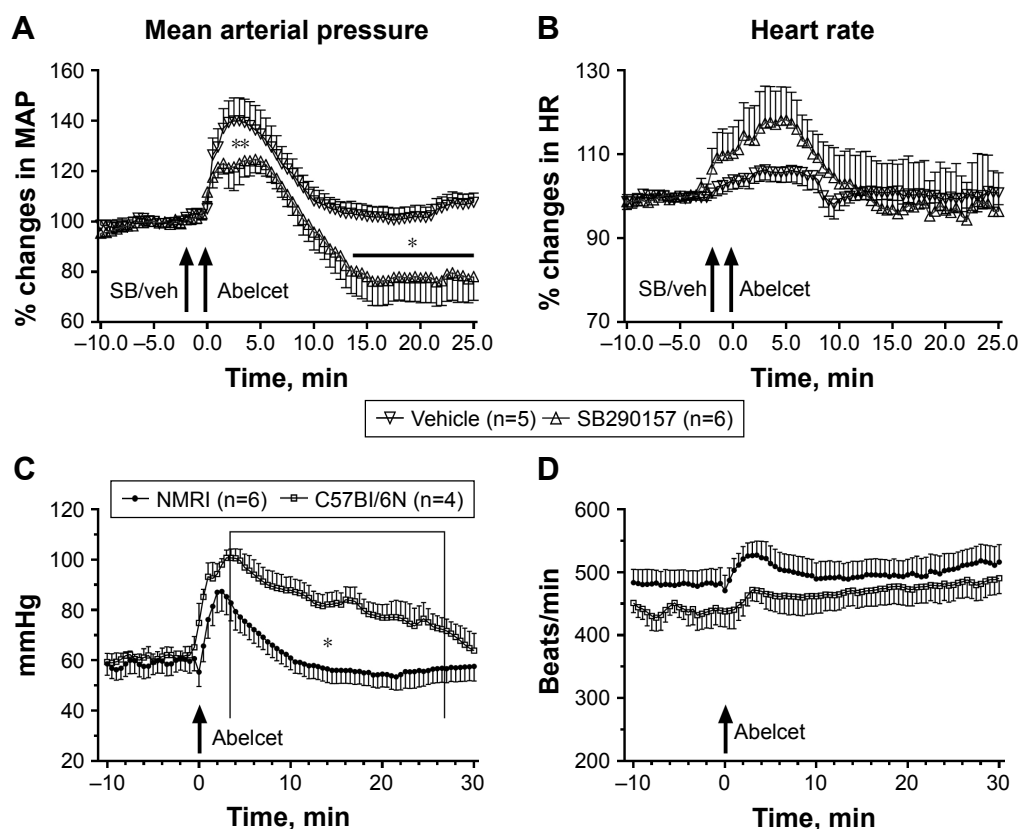 A Mean arterial pressure
% changes in MAP
160
140
120
100
80
60
**
*
SB/veh Abelcet
–10.0 –5.0 0.0 5.0 10.0 15.0 20.0 25.0
Time, min
B Heart rate
% changes in HR
130
110
90
70
SB/veh Abelcet
–10.0 –5.0 0.0 5.0 10.0 15.0 20.0 25.0
Time, min
Vehicle (n=5) SB290157 (n=6)
C
NMRI (n=6) C57BI/6N (n=4)
mmHg
120
100
80
60
40
20
*
Abelcet
–10 0 10 20 30
Time, min
D
Beats/min
600
500
400
300
200
Abelcet
–10 0 10 20 30
Time, min